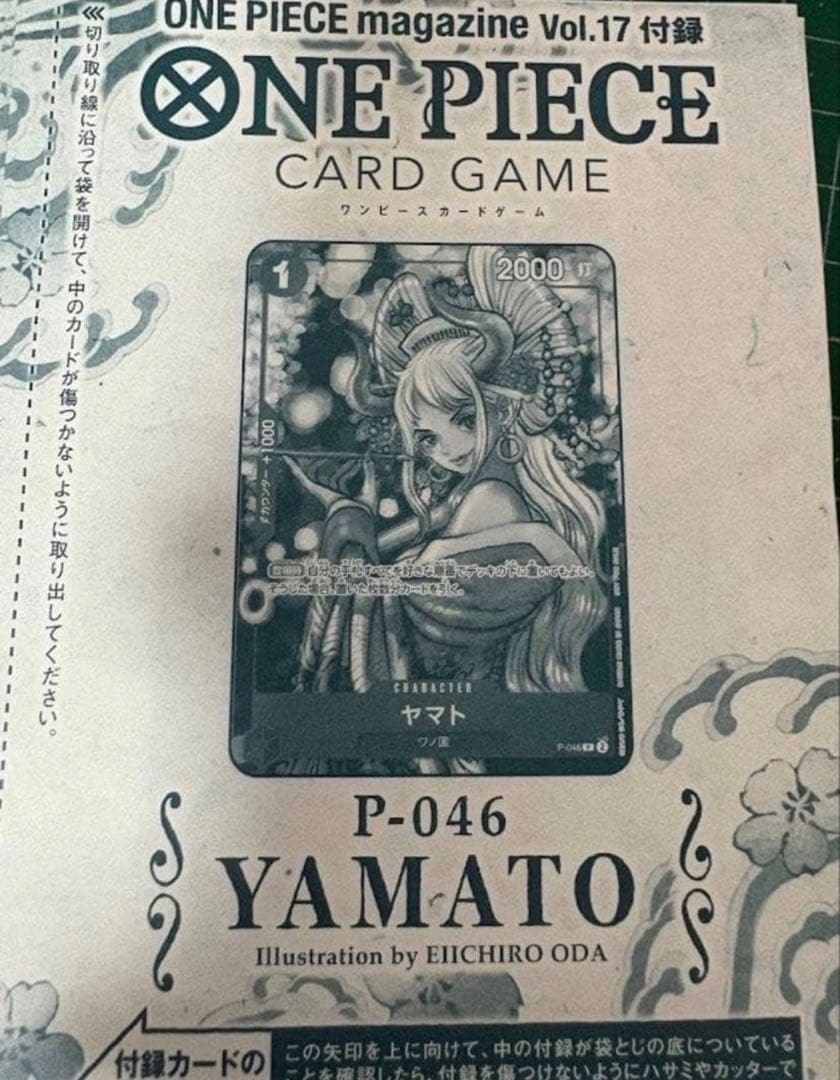 ONE PIECE magazine Vol.17 付録
ONE PIECE
CARD GAME
ワンピースカードゲーム
⋘切り取り線に沿って袋を開けて、中のカードが傷つかないように取り出してください。
1
2000 打
カウンター +1000
登場時 自分の手札すべてを好きな順番でデッキの下に置いてもよい。
そうした場合、置いた枚数分カードを引く。
CHARACTER
ヤマト
ワノ国
P-046 P
P-046
YAMATO
Illustration by EIICHIRO ODA
付録カードの
この矢印を上に向けて、中の付録が袋とじの底についている
ことを確認したら、付録を傷つけないようにハサミやカッターで